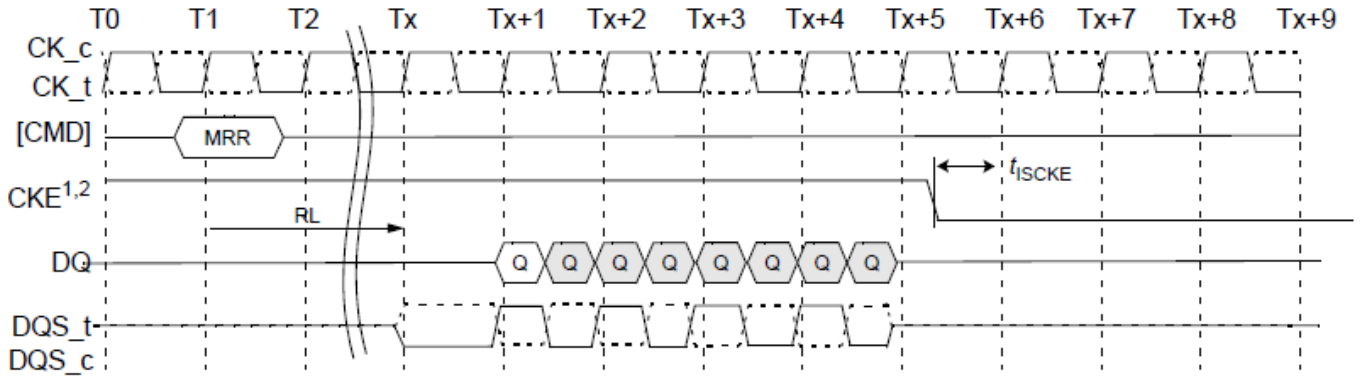 T0 T1 T2 Tx Tx+1 Tx+2 Tx+3 Tx+4 Tx+5 Tx+6 Tx+7 Tx+8 Tx+9
CK_c
CK_t
[CMD] MRR
CKE1,2 tISCKE
RL
DQ Q Q Q Q Q Q Q Q
DQS_t
DQS_c